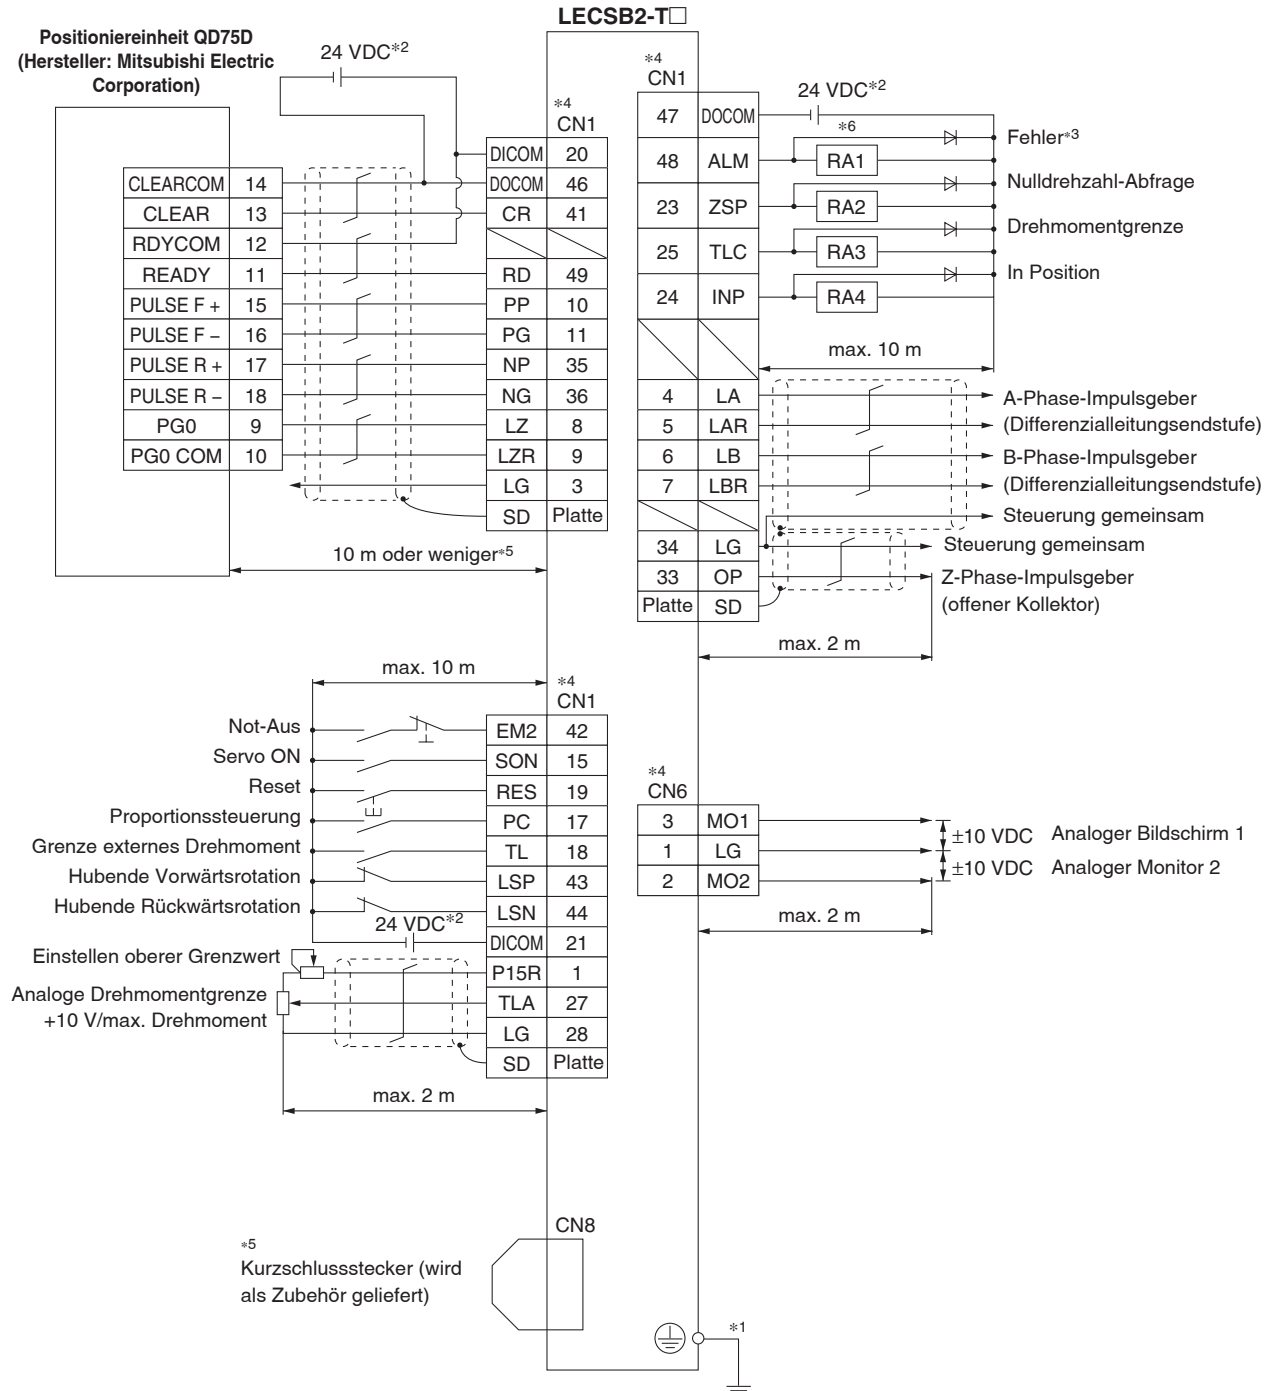 LECSB2-T□
Positioniereinheit QD75D
(Hersteller: Mitsubishi Electric
Corporation)
24 VDC*2
*4
CN1
DICOM 20
CLEARCOM 14 DOCOM 46
CLEAR 13 CR 41
RDYCOM 12
READY 11 RD 49
PULSE F + 15 PP 10
PULSE F − 16 PG 11
PULSE R + 17 NP 35
PULSE R − 18 NG 36
PG0 9 LZ 8
PG0 COM 10 LZR 9
LG 3
SD Platte
10 m oder weniger*5
*4
CN1
24 VDC*2
47 DOCOM
*6
Fehler*3
48 ALM RA1
Nulldrehzahl-Abfrage
23 ZSP RA2
Drehmomentgrenze
25 TLC RA3
In Position
24 INP RA4
max. 10 m
4 LA A-Phase-Impulsgeber
5 LAR (Differenzialleitungsendstufe)
6 LB B-Phase-Impulsgeber
7 LBR (Differenzialleitungsendstufe)
Steuerung gemeinsam
34 LG Steuerung gemeinsam
33 OP Z-Phase-Impulsgeber
Platte SD (offener Kollektor)
max. 2 m
max. 10 m
*4
CN1
Not-Aus EM2 42
Servo ON SON 15
Reset RES 19
Proportionssteuerung PC 17
Grenze externes Drehmoment TL 18
Hubende Vorwärtsrotation LSP 43
Hubende Rückwärtsrotation LSN 44
24 VDC*2
DICOM 21
Einstellen oberer Grenzwert P15R 1
Analoge Drehmomentgrenze TLA 27
+10 V/max. Drehmoment LG 28
SD Platte
max. 2 m
*4
CN6
3 MO1
±10 VDC Analoger Bildschirm 1
1 LG
±10 VDC Analoger Monitor 2
2 MO2
max. 2 m
CN8
*5
Kurzschlussstecker (wird
als Zubehör geliefert)
*1